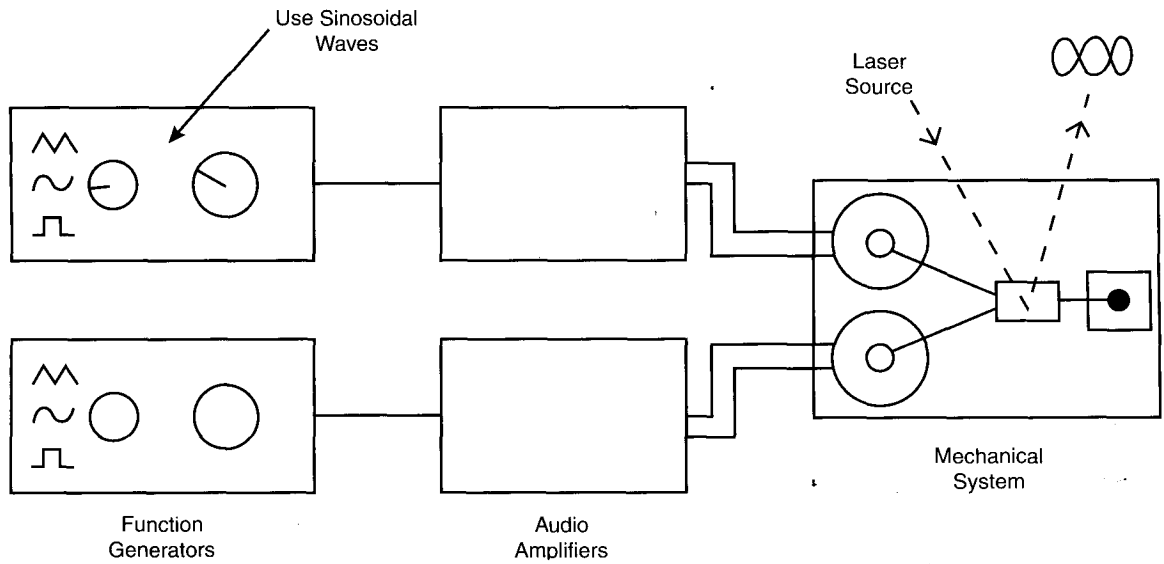 Use Sinosoidal
Waves
Laser
Source
Mechanical
System
Function
Generators
Audio
Amplifiers